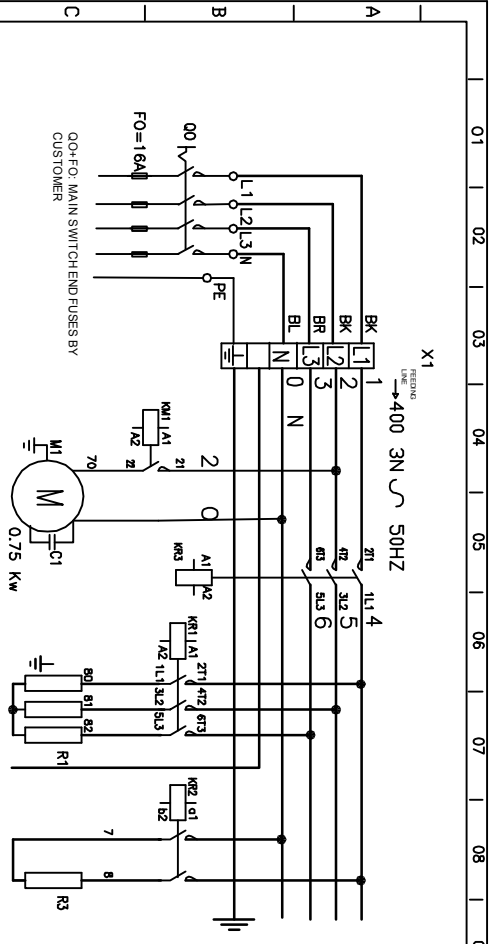 C
B
A
01
02
03
04
05
06
07
08
FO=16A
QO
L1
L2
L3
N
PE
QO+FO: MAIN SWITCH END FUSES BY
CUSTOMER
BK
BK
BR
BL
X1
FEEDING
LINE
400 3N 50HZ
L1
L2
L3
N
1
2
3
0 N
KM1
A1
A2
21
22
2
O
70
M1
M
C1
0.75 Kw
KR3
A1
A2
2T1
4T2
6T3
1L1
3L2
5L3
4
5
6
KR1
A1
A2
2T1
4T2
6T3
1L1
3L2
5L3
80
81
82
R1
KR2
a1
b2
7
8
R3